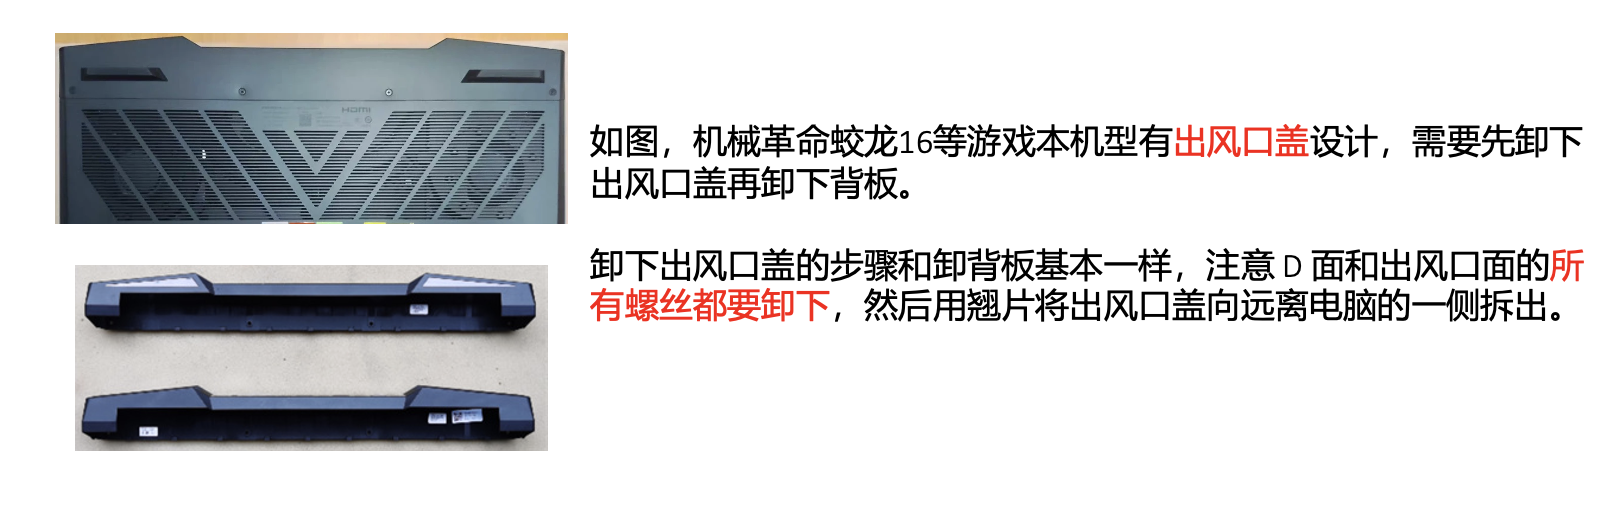 HDMI
如图，机械革命蛟龙16等游戏本机型有出风口盖设计，需要先卸下
出风口盖再卸下背板。
卸下出风口盖的步骤和卸背板基本一样，注意 D 面和出风口面的所
有螺丝都要卸下，然后用翘片将出风口盖向远离电脑的一侧拆出。